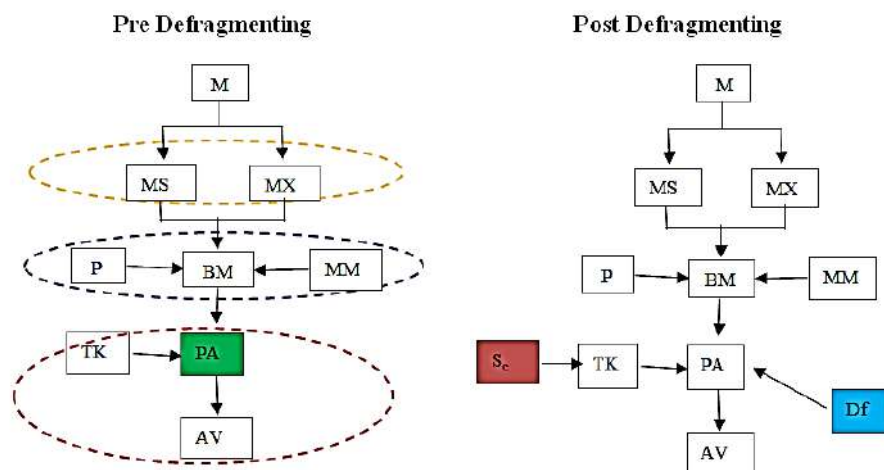 Pre Defragmenting
M
MS MX
P BM MM
TK PA
AV
Post Defragmenting
M
MS MX
P BM MM
Sc TK PA
Df
AV